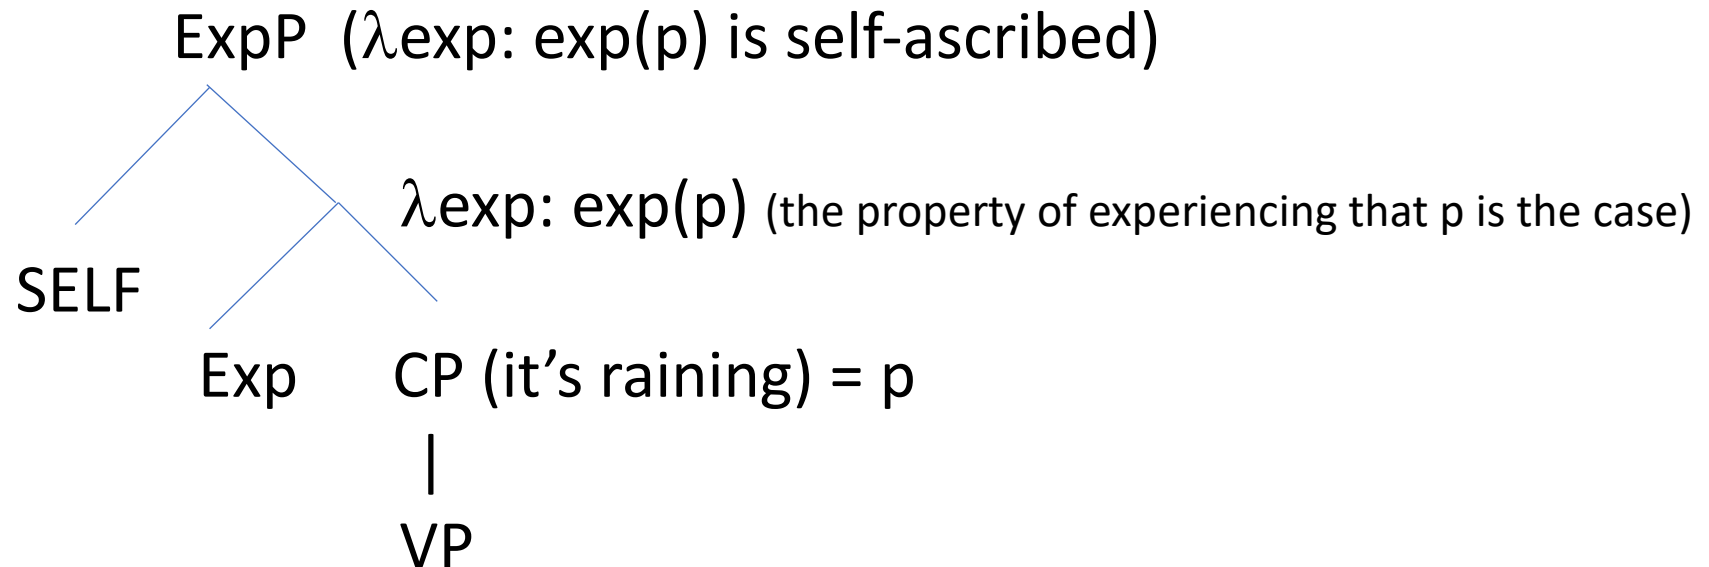 ExpP (λexp: exp(p) is self-ascribed)
λexp: exp(p) (the property of experiencing that p is the case)
SELF
Exp CP (it’s raining) = p
|
VP